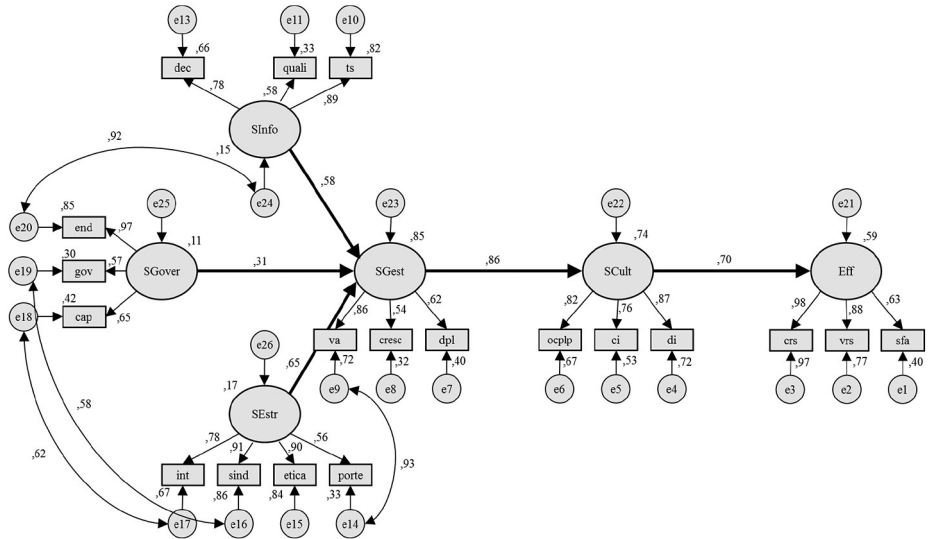 e13 e11 e10
,66 ,33 ,82
dec quali ts
,78 ,58 ,89
SInfo
,92 ,15
,58
e25 e24 e23 e22 e21
,85 ,97 ,11 ,85 ,74 ,59
e20 end
,30 ,57
e19 gov SGover ,31 SGest ,86 SCult ,70 Eff
,42 ,65
e18 cap
,86 ,54 ,62 ,82 ,76 ,87 ,98 ,88 ,63
va cresc dpl ocplp ci di crs vrs sfa
e26 ,65 ,72 ,32 ,40 ,67 ,53 ,72 ,97 ,77 ,40
e9 e8 e7 e6 e5 e4 e3 e2 e1
,17
SEstr
,58
,78 ,91 ,90 ,56
,62 ,93
int sind etica porte
,67 ,86 ,84 ,33
e17 e16 e15 e14